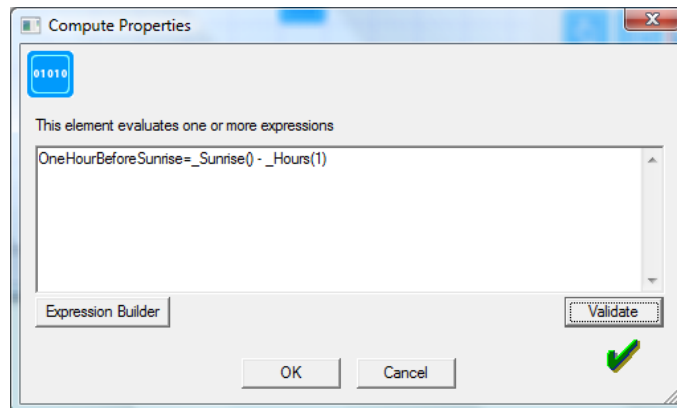 Compute Properties
01010
This element evaluates one or more expressions
OneHourBeforeSunrise=_Sunrise() - _Hours(1)
Expression Builder
Validate
OK
Cancel